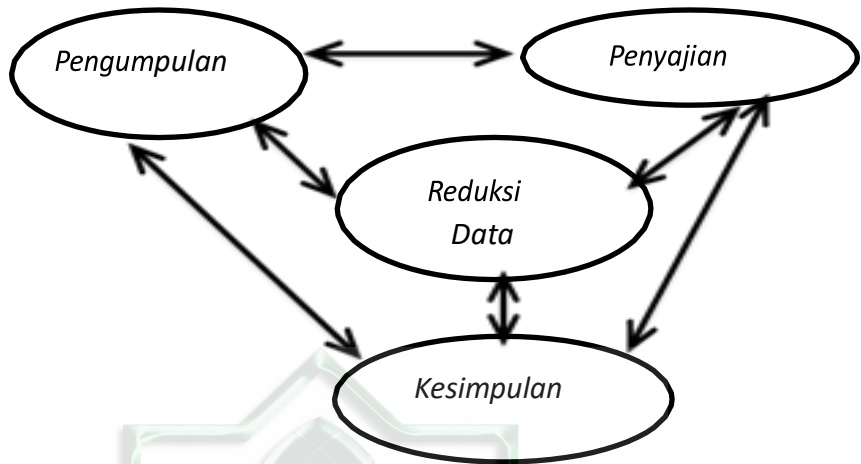 Pengumpulan
Penyajian
Reduksi
Data
Kesimpulan